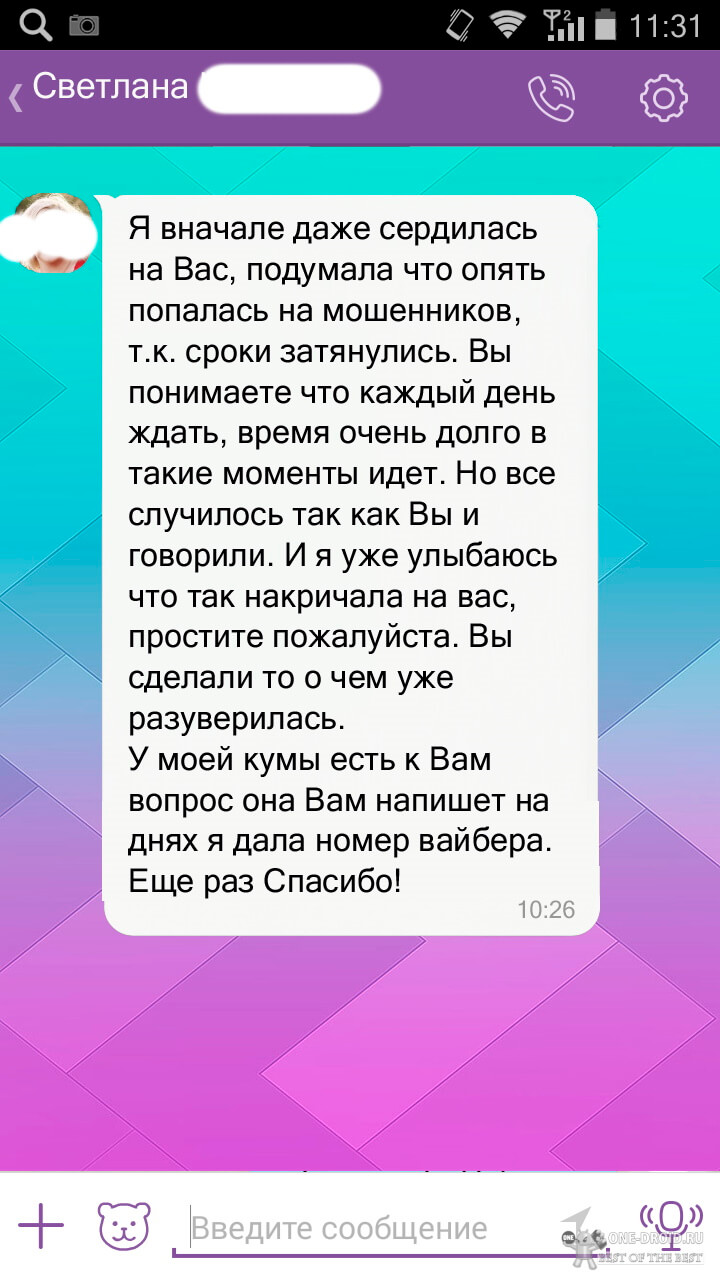 11:31
Светлана
Я вначале даже сердилась
на Вас, подумала что опять
попалась на мошенников,
т.к. сроки затянулись. Вы
понимаете что каждый день
ждать, время очень долго в
такие моменты идет. Но все
случилось так как Вы и
говорили. И я уже улыбаюсь
что так накричала на вас,
простите пожалуйста. Вы
сделали то о чем уже
разуверилась.
У моей кумы есть к Вам
вопрос она Вам напишет на
днях я дала номер вайбера.
Еще раз Спасибо!
10:26
Введите сообщение
ONE-DROID.RU
BEST OF THE BEST